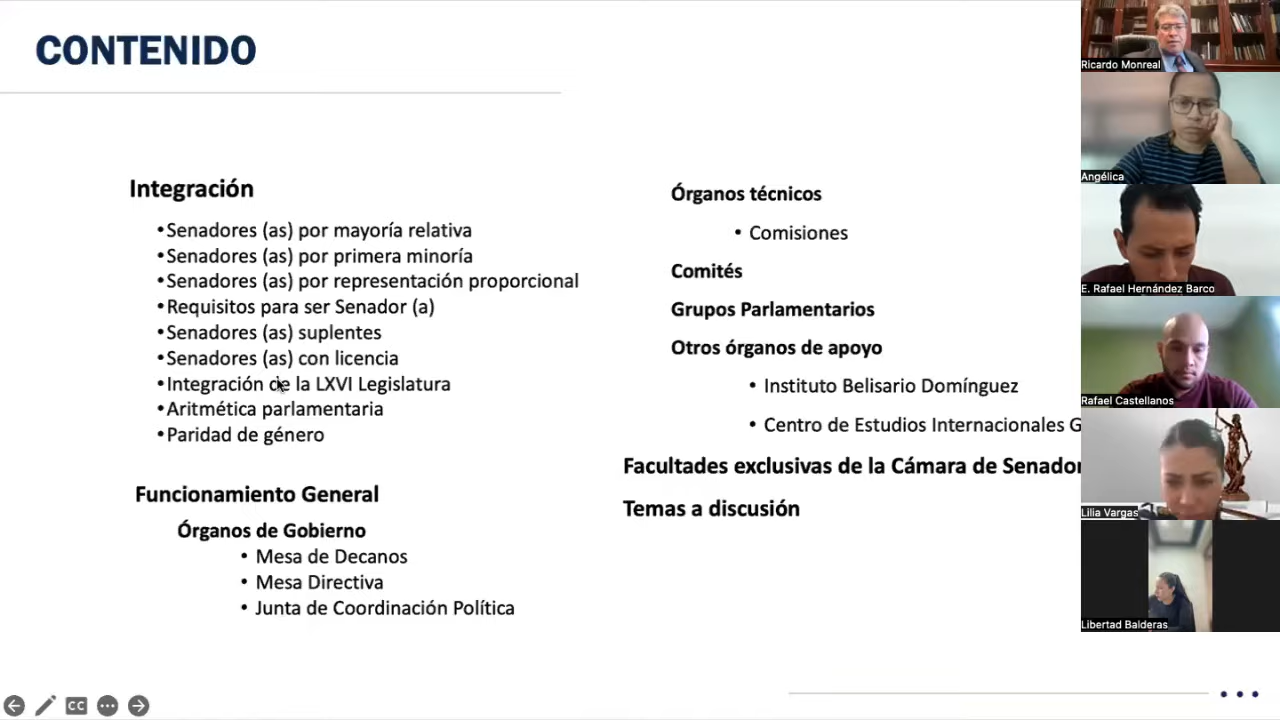 CONTENIDO
Integración
•Senadores (as) por mayoría relativa
•Senadores (as) por primera minoría
•Senadores (as) por representación proporcional
•Requisitos para ser Senador (a)
•Senadores (as) suplentes
•Senadores (as) con licencia
•Integración de la LXVI Legislatura
•Aritmética parlamentaria
•Paridad de género
Funcionamiento General
Órganos de Gobierno
• Mesa de Decanos
• Mesa Directiva
• Junta de Coordinación Política
Órganos técnicos
• Comisiones
Comités
Grupos Parlamentarios
Otros órganos de apoyo
• Instituto Belisario Domínguez
• Centro de Estudios Internacionales G
Facultades exclusivas de la Cámara de Senador
Temas a discusión
Ricardo Monreal
Angélica
E. Rafael Hernández Barco
Rafael Castellanos
Lilia Vargas
Libertad Balderas
CC